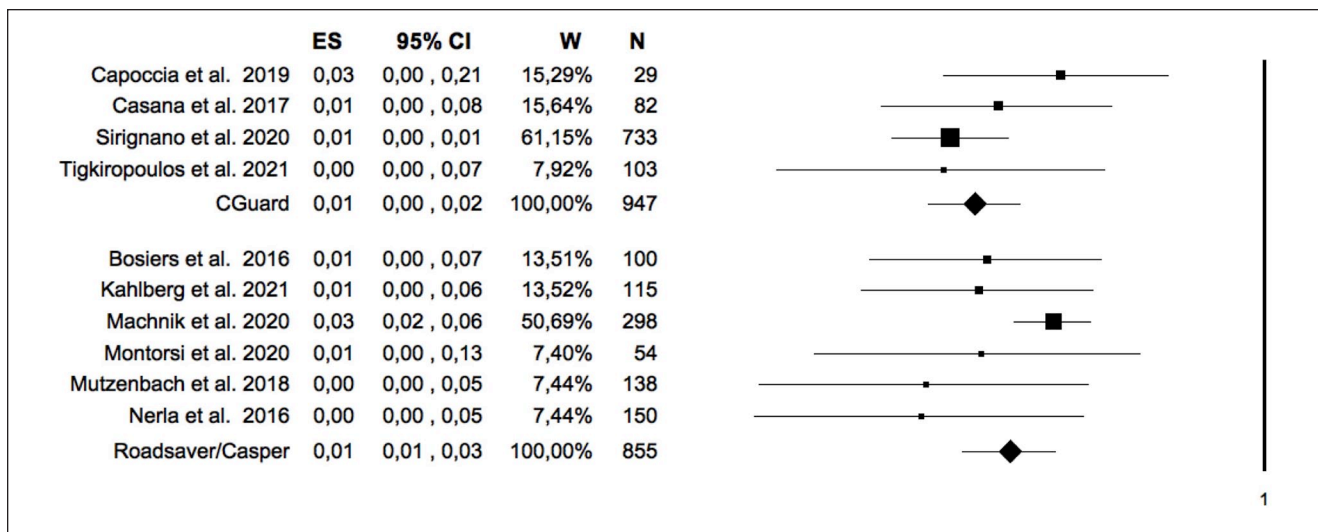 ES 95% CI W N
Capoccia et al. 2019 0,03 0,00 , 0,21 15,29% 29
Casana et al. 2017 0,01 0,00 , 0,08 15,64% 82
Sirignano et al. 2020 0,01 0,00 , 0,01 61,15% 733
Tigkiropoulos et al. 2021 0,00 0,00 , 0,07 7,92% 103
CGuard 0,01 0,00 , 0,02 100,00% 947
Bosiers et al. 2016 0,01 0,00 , 0,07 13,51% 100
Kahlberg et al. 2021 0,01 0,00 , 0,06 13,52% 115
Machnik et al. 2020 0,03 0,02 , 0,06 50,69% 298
Montorsi et al. 2020 0,01 0,00 , 0,13 7,40% 54
Mutzenbach et al. 2018 0,00 0,00 , 0,05 7,44% 138
Nerla et al. 2016 0,00 0,00 , 0,05 7,44% 150
Roadsaver/Casper 0,01 0,01 , 0,03 100,00% 855
1